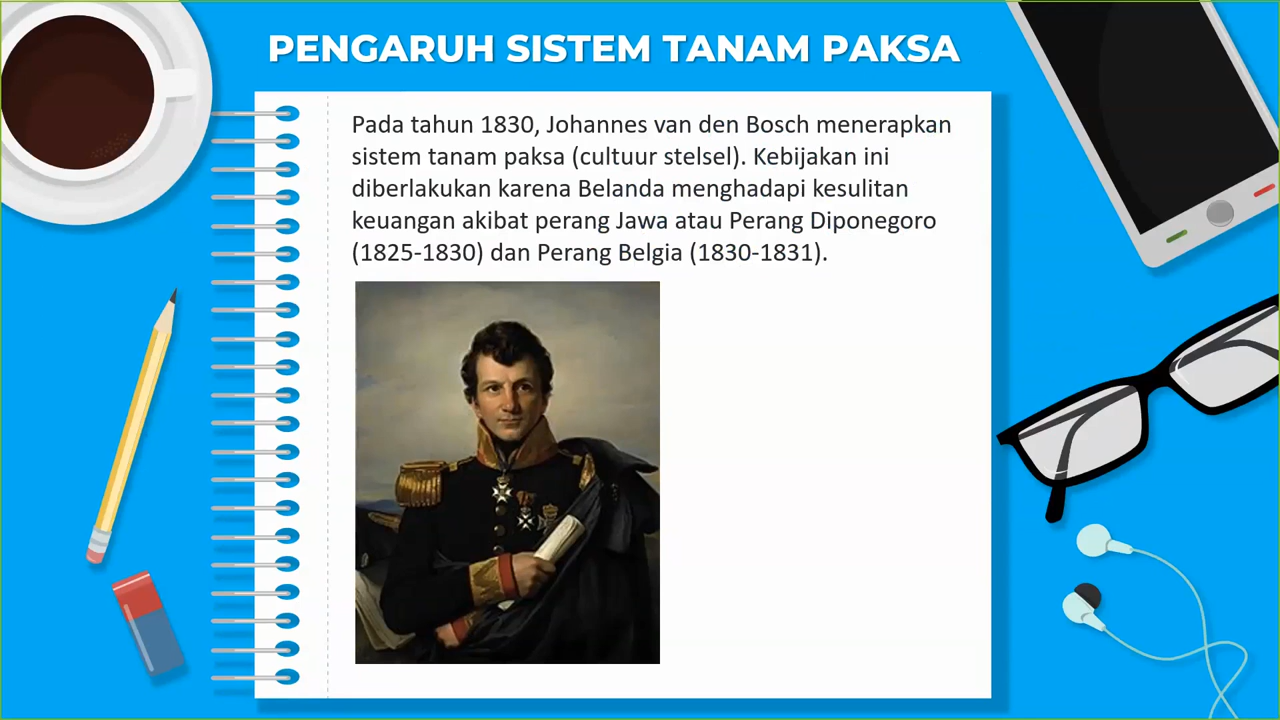 PENGARUH SISTEM TANAM PAKSA
Pada tahun 1830, Johannes van den Bosch menerapkan
sistem tanam paksa (cultuur stelsel). Kebijakan ini
diberlakukan karena Belanda menghadapi kesulitan
keuangan akibat perang Jawa atau Perang Diponegoro
(1825-1830) dan Perang Belgia (1830-1831).